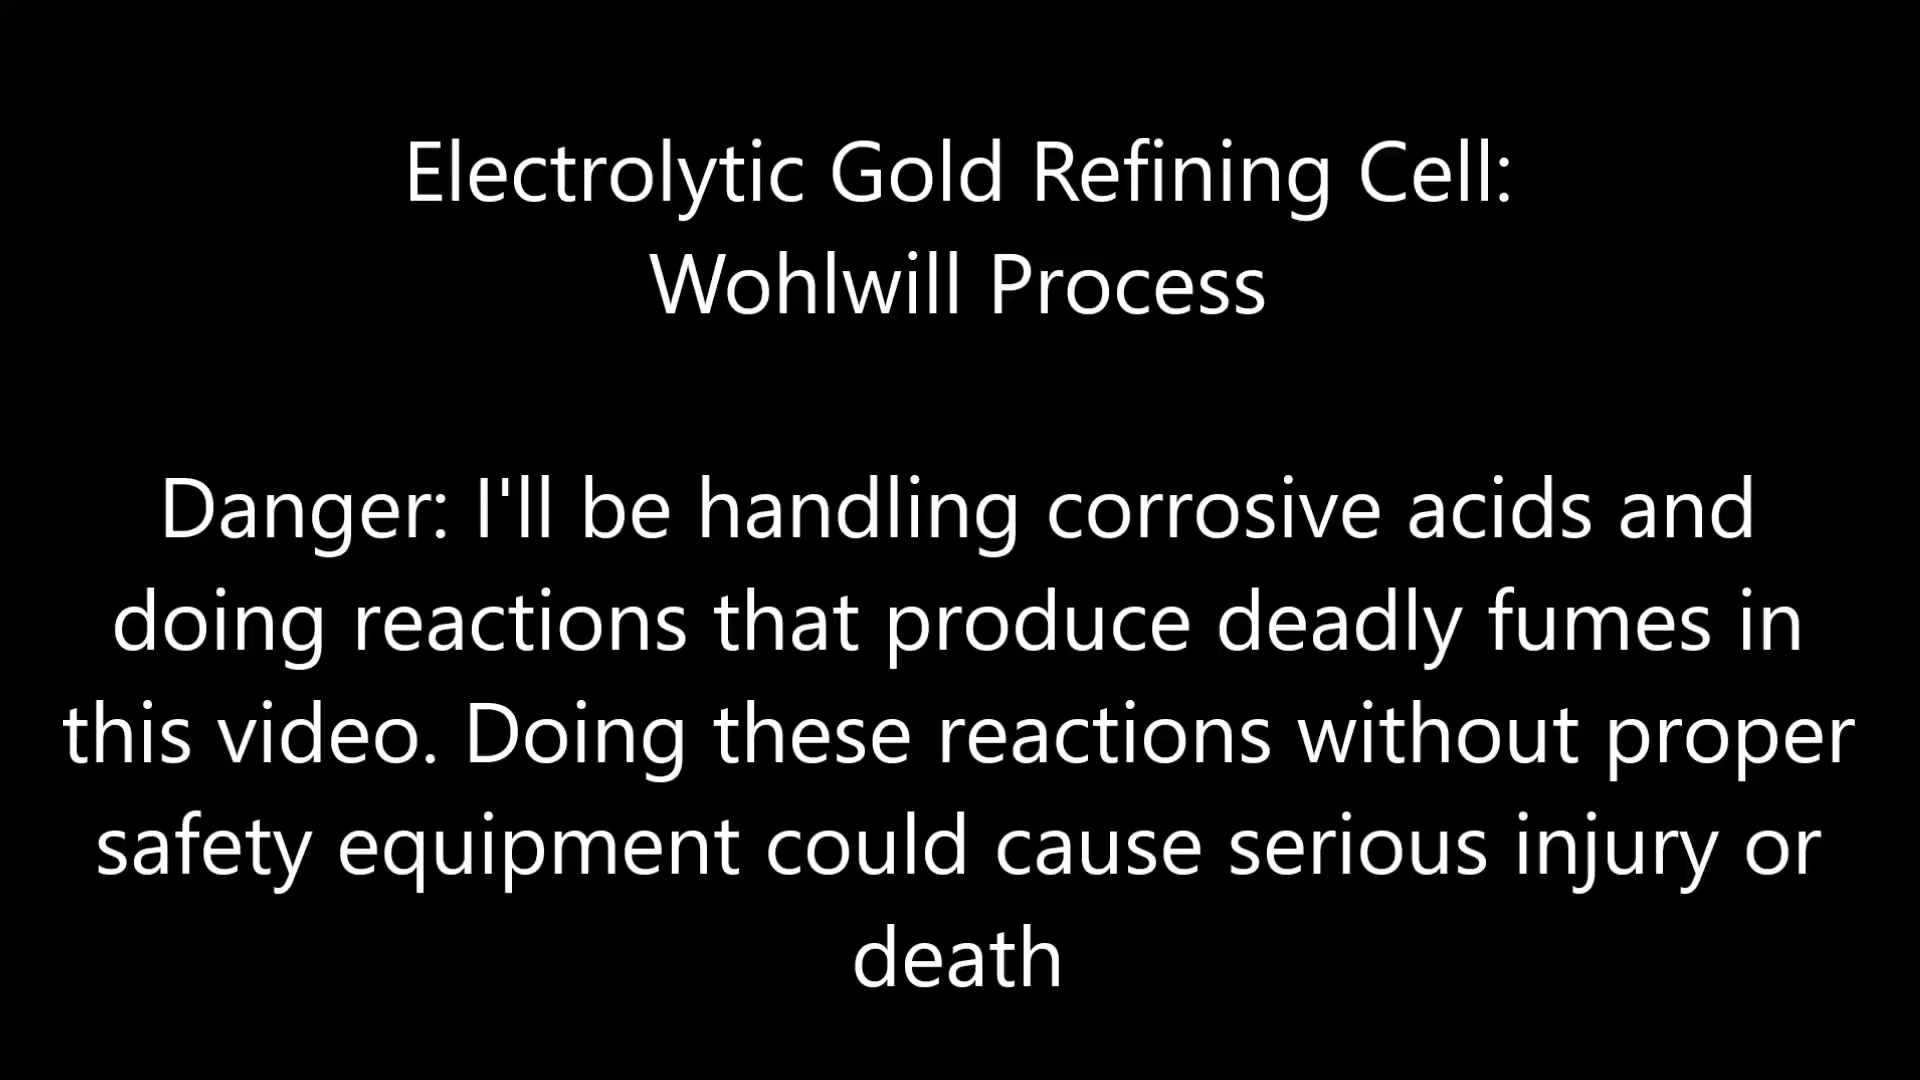 Electrolytic Gold Refining Cell:
Wohlwill Process
Danger: I'll be handling corrosive acids and
doing reactions that produce deadly fumes in
this video. Doing these reactions without proper
safety equipment could cause serious injury or
death